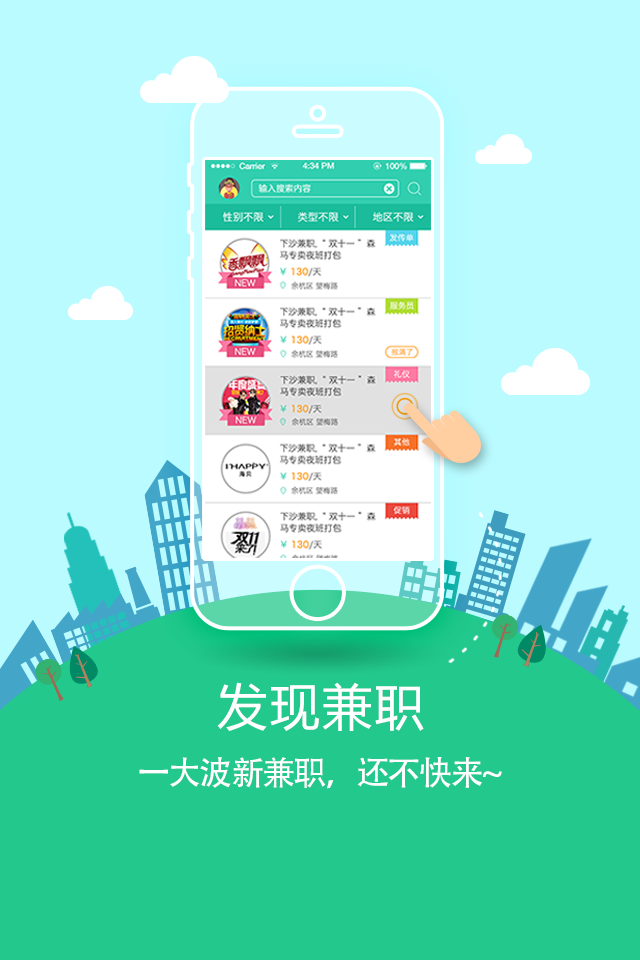 Carrier 4:34 PM 100%
输入搜索内容
性别不限 类型不限 地区不限
香飘飘
NEW
下沙兼职，“双十一” 森
马专卖夜班打包
¥ 130/天
余杭区 望梅路
发传单
招贤纳士
RECRUITMENT
NEW
下沙兼职，“双十一” 森
马专卖夜班打包
¥ 130/天
余杭区 望梅路
服务员
抢满了
年度盛
NEW
下沙兼职，“双十一” 森
马专卖夜班打包
¥ 130/天
余杭区 望梅路
礼仪
I'HAPPY
海贝
下沙兼职，“双十一” 森
马专卖夜班打包
¥ 130/天
余杭区 望梅路
其他
双11
来了
下沙兼职，“双十一” 森
马专卖夜班打包
¥ 130/天
余杭区 望梅路
促销
发现兼职
一大波新兼职，还不快来~